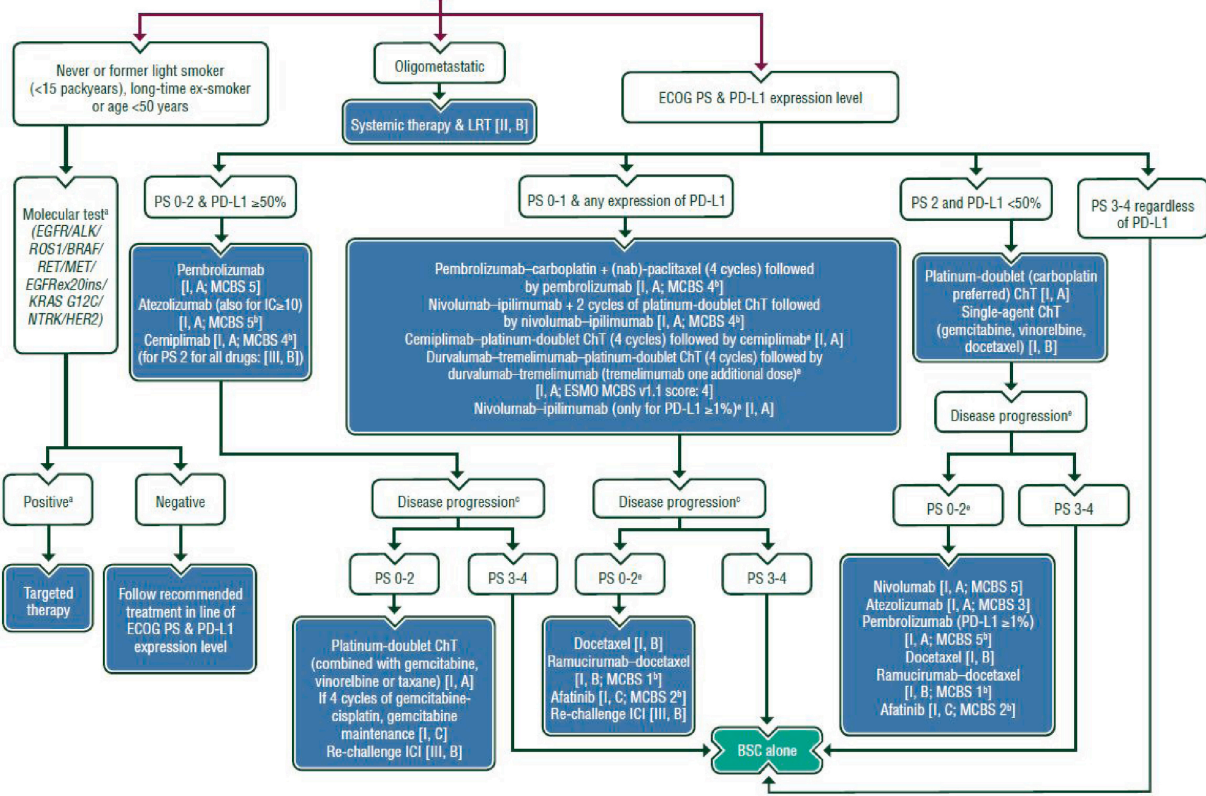 Never or former light smoker
(<15 packyears), long-time ex-smoker
or age <50 years
Oligometastatic
Systemic therapy & LRT [II, B]
ECOG PS & PD-L1 expression level
Molecular testᵃ
(EGFR/ALK/
ROS1/BRAF/
RET/MET/
EGFRex20ins/
KRAS G12C/
NTRK/HER2)
PS 0-2 & PD-L1 ≥50%
PS 0-1 & any expression of PD-L1
PS 2 and PD-L1 <50%
PS 3-4 regardless
of PD-L1
Pembrolizumab
[I, A; MCBS 5]
Atezolizumab (also for IC≥10)
[I, A; MCBS 5ᵇ]
Cemiplimab [I, A; MCBS 4ᵇ]
(for PS 2 for all drugs: [III, B])
Pembrolizumab–carboplatin + (nab)-paclitaxel (4 cycles) followed
by pembrolizumab [I, A; MCBS 4ᵇ]
Nivolumab–ipilimumab + 2 cycles of platinum-doublet ChT followed
by nivolumab–ipilimumab [I, A; MCBS 4ᵇ]
Cemiplimab–platinum-doublet ChT (4 cycles) followed by cemiplimabᵉ [I, A]
Durvalumab–tremelimumab–platinum-doublet ChT (4 cycles) followed by
durvalumab–tremelimumab (tremelimumab one additional dose)ᵉ
[I, A; ESMO MCBS v1.1 score: 4]
Nivolumab–ipilimumab (only for PD-L1 ≥1%)ᵉ [I, A]
Platinum-doublet (carboplatin
preferred) ChT [I, A]
Single-agent ChT
(gemcitabine, vinorelbine,
docetaxel) [I, B]
Disease progressionᵉ
Positiveᵃ
Negative
Disease progressionᶜ
Disease progressionᶜ
PS 0-2ᵉ
PS 3-4
PS 0-2
PS 3-4
PS 0-2ᵉ
PS 3-4
Targeted
therapy
Follow recommended
treatment in line of
ECOG PS & PD-L1
expression level
Platinum-doublet ChT
(combined with gemcitabine,
vinorelbine or taxane) [I, A]
If 4 cycles of gemcitabine-
cisplatin, gemcitabine
maintenance [I, C]
Re-challenge ICI [III, B]
Docetaxel [I, B]
Ramucirumab–docetaxel
[I, B; MCBS 1ᵇ]
Afatinib [I, C; MCBS 2ᵇ]
Re-challenge ICI [III, B]
Nivolumab [I, A; MCBS 5]
Atezolizumab [I, A; MCBS 3]
Pembrolizumab (PD-L1 ≥1%)
[I, A; MCBS 5ᵇ]
Docetaxel [I, B]
Ramucirumab–docetaxel
[I, B; MCBS 1ᵇ]
Afatinib [I, C; MCBS 2ᵇ]
BSC alone